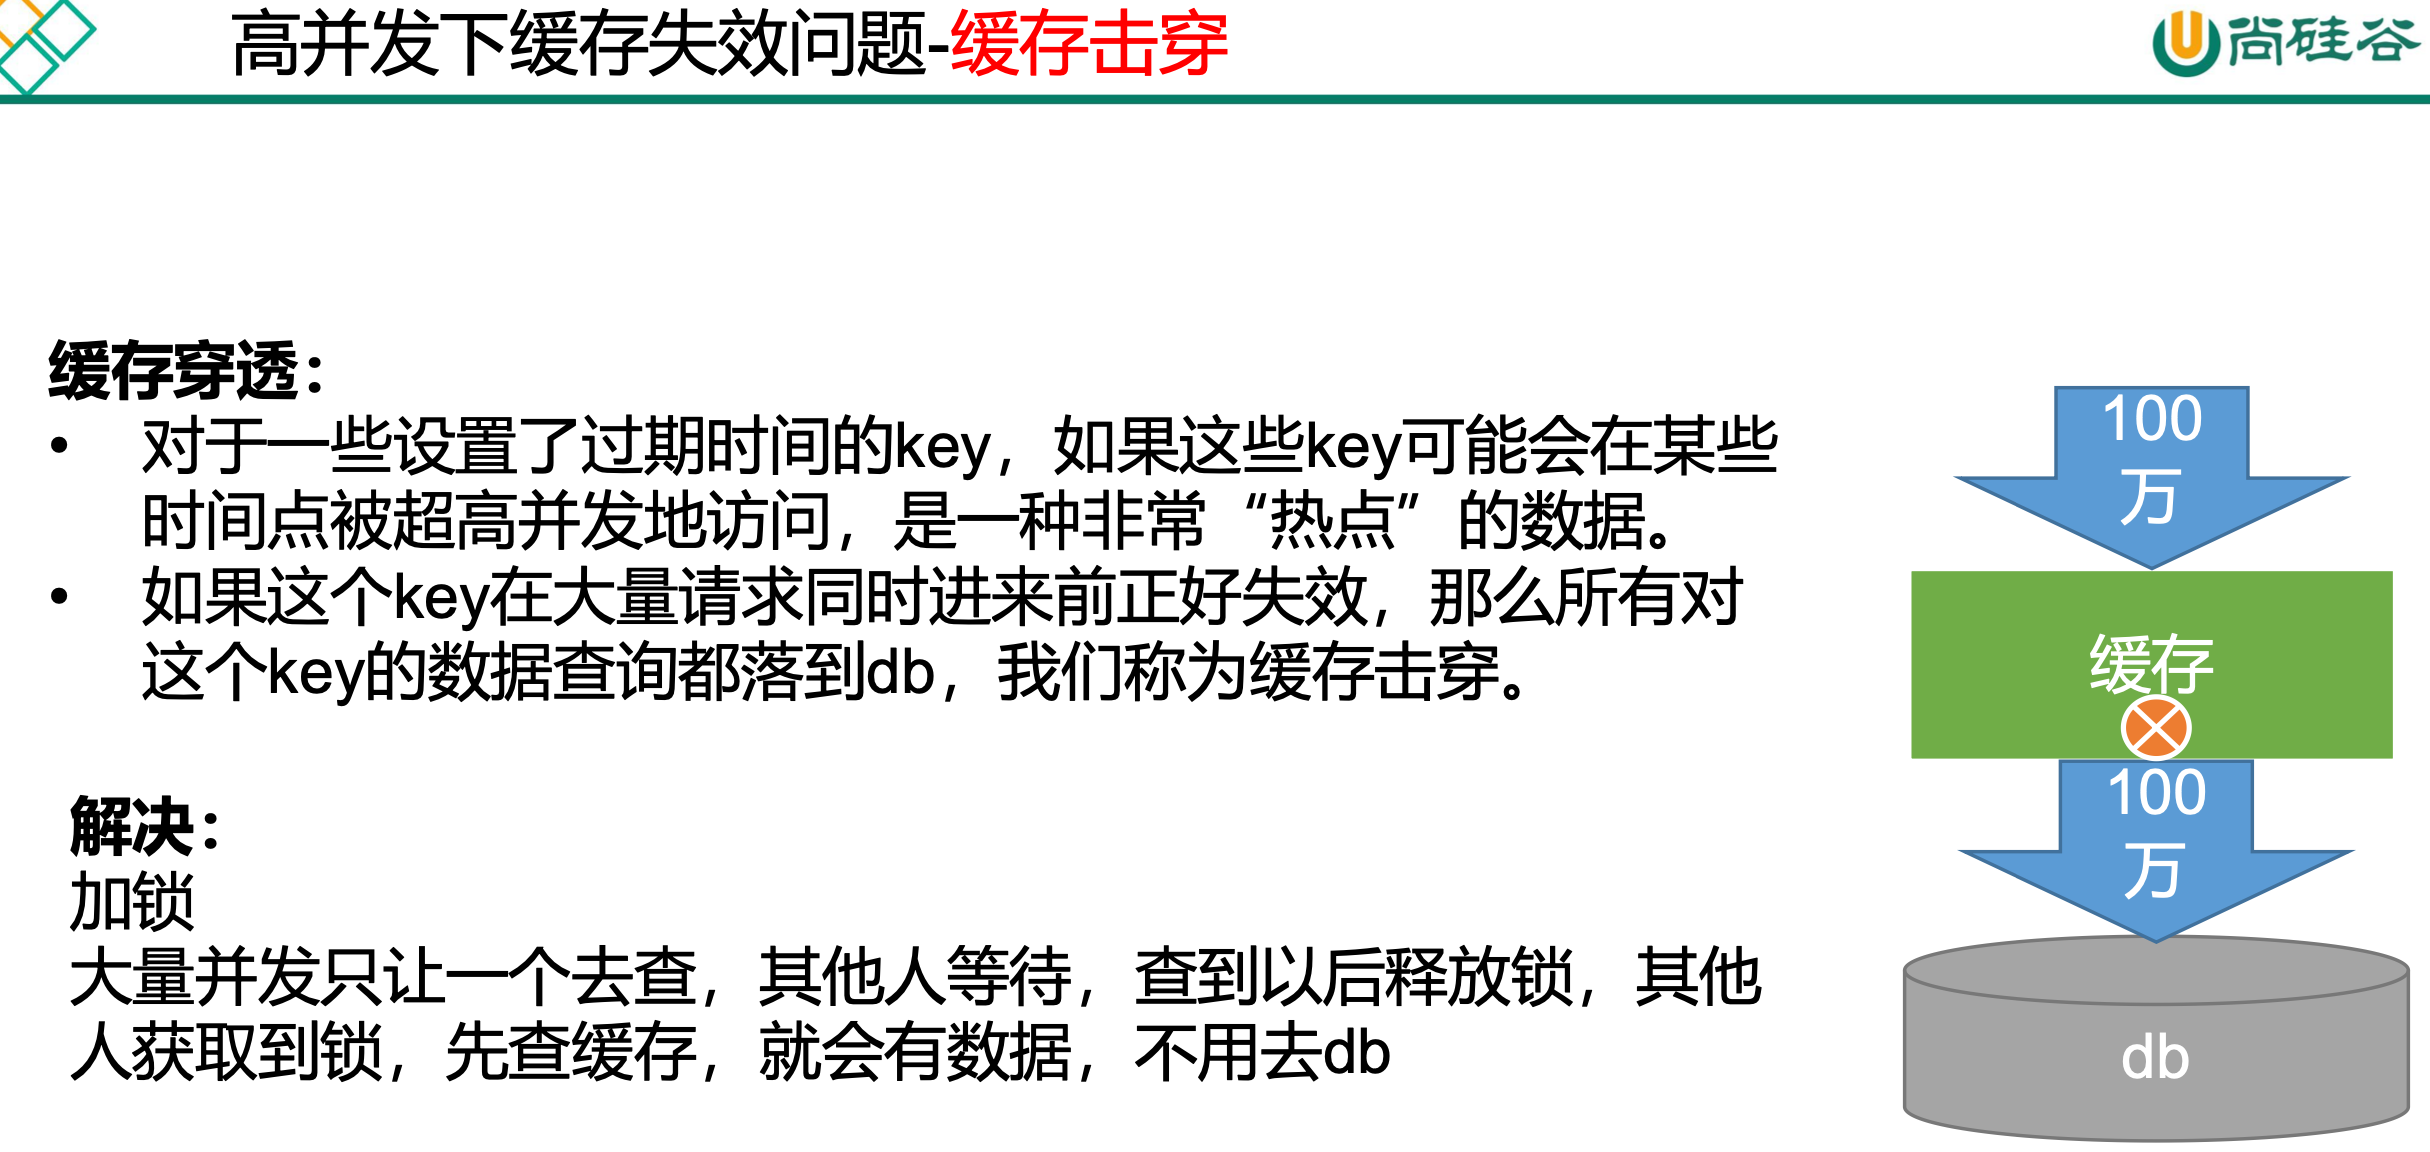 高并发下缓存失效问题-缓存击穿
尚硅谷
缓存穿透：
• 对于一些设置了过期时间的key，如果这些key可能会在某些
时间点被超高并发地访问，是一种非常“热点”的数据。
• 如果这个key在大量请求同时进来前正好失效，那么所有对
这个key的数据查询都落到db，我们称为缓存击穿。
解决：
加锁
大量并发只让一个去查，其他人等待，查到以后释放锁，其他
人获取到锁，先查缓存，就会有数据，不用去db
100
万
缓存
100
万
db